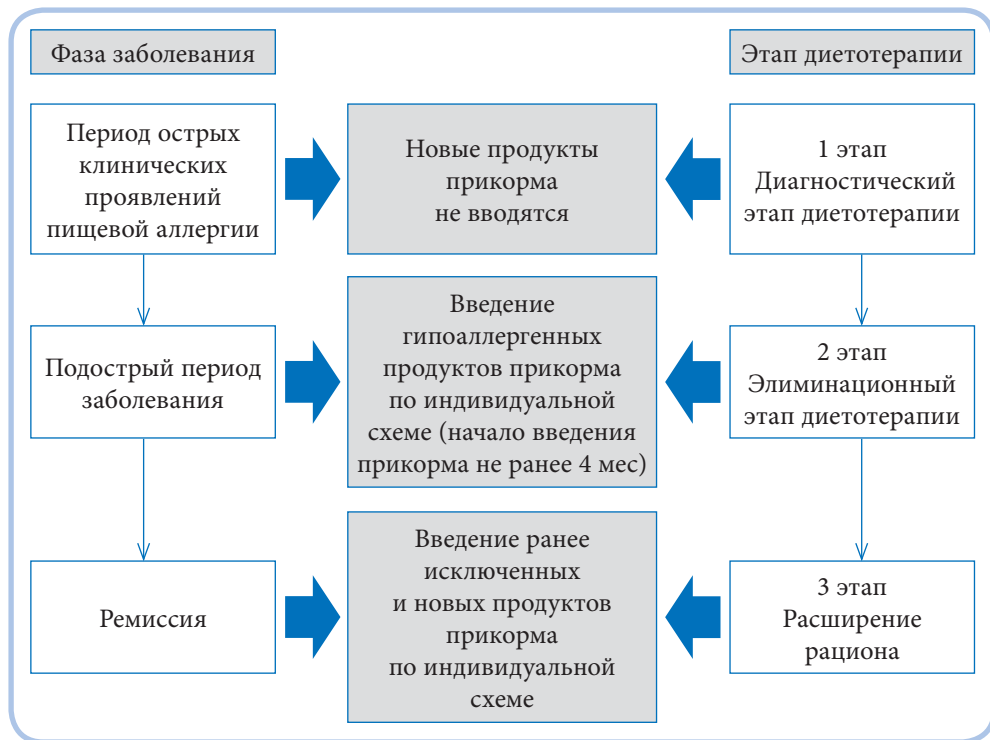 Фаза заболевания
Этап диетотерапии
Период острых
клинических
проявлений
пищевой аллергии
Новые продукты
прикорма
не вводятся
1 этап
Диагностический
этап диетотерапии
Подострый период
заболевания
Введение
гипоаллергенных
продуктов прикорма
по индивидуальной
схеме (начало введения
прикорма не ранее 4 мес)
2 этап
Элиминационный
этап диетотерапии
Ремиссия
Введение ранее
исключенных
и новых продуктов
прикорма
по индивидуальной
схеме
3 этап
Расширение
рациона